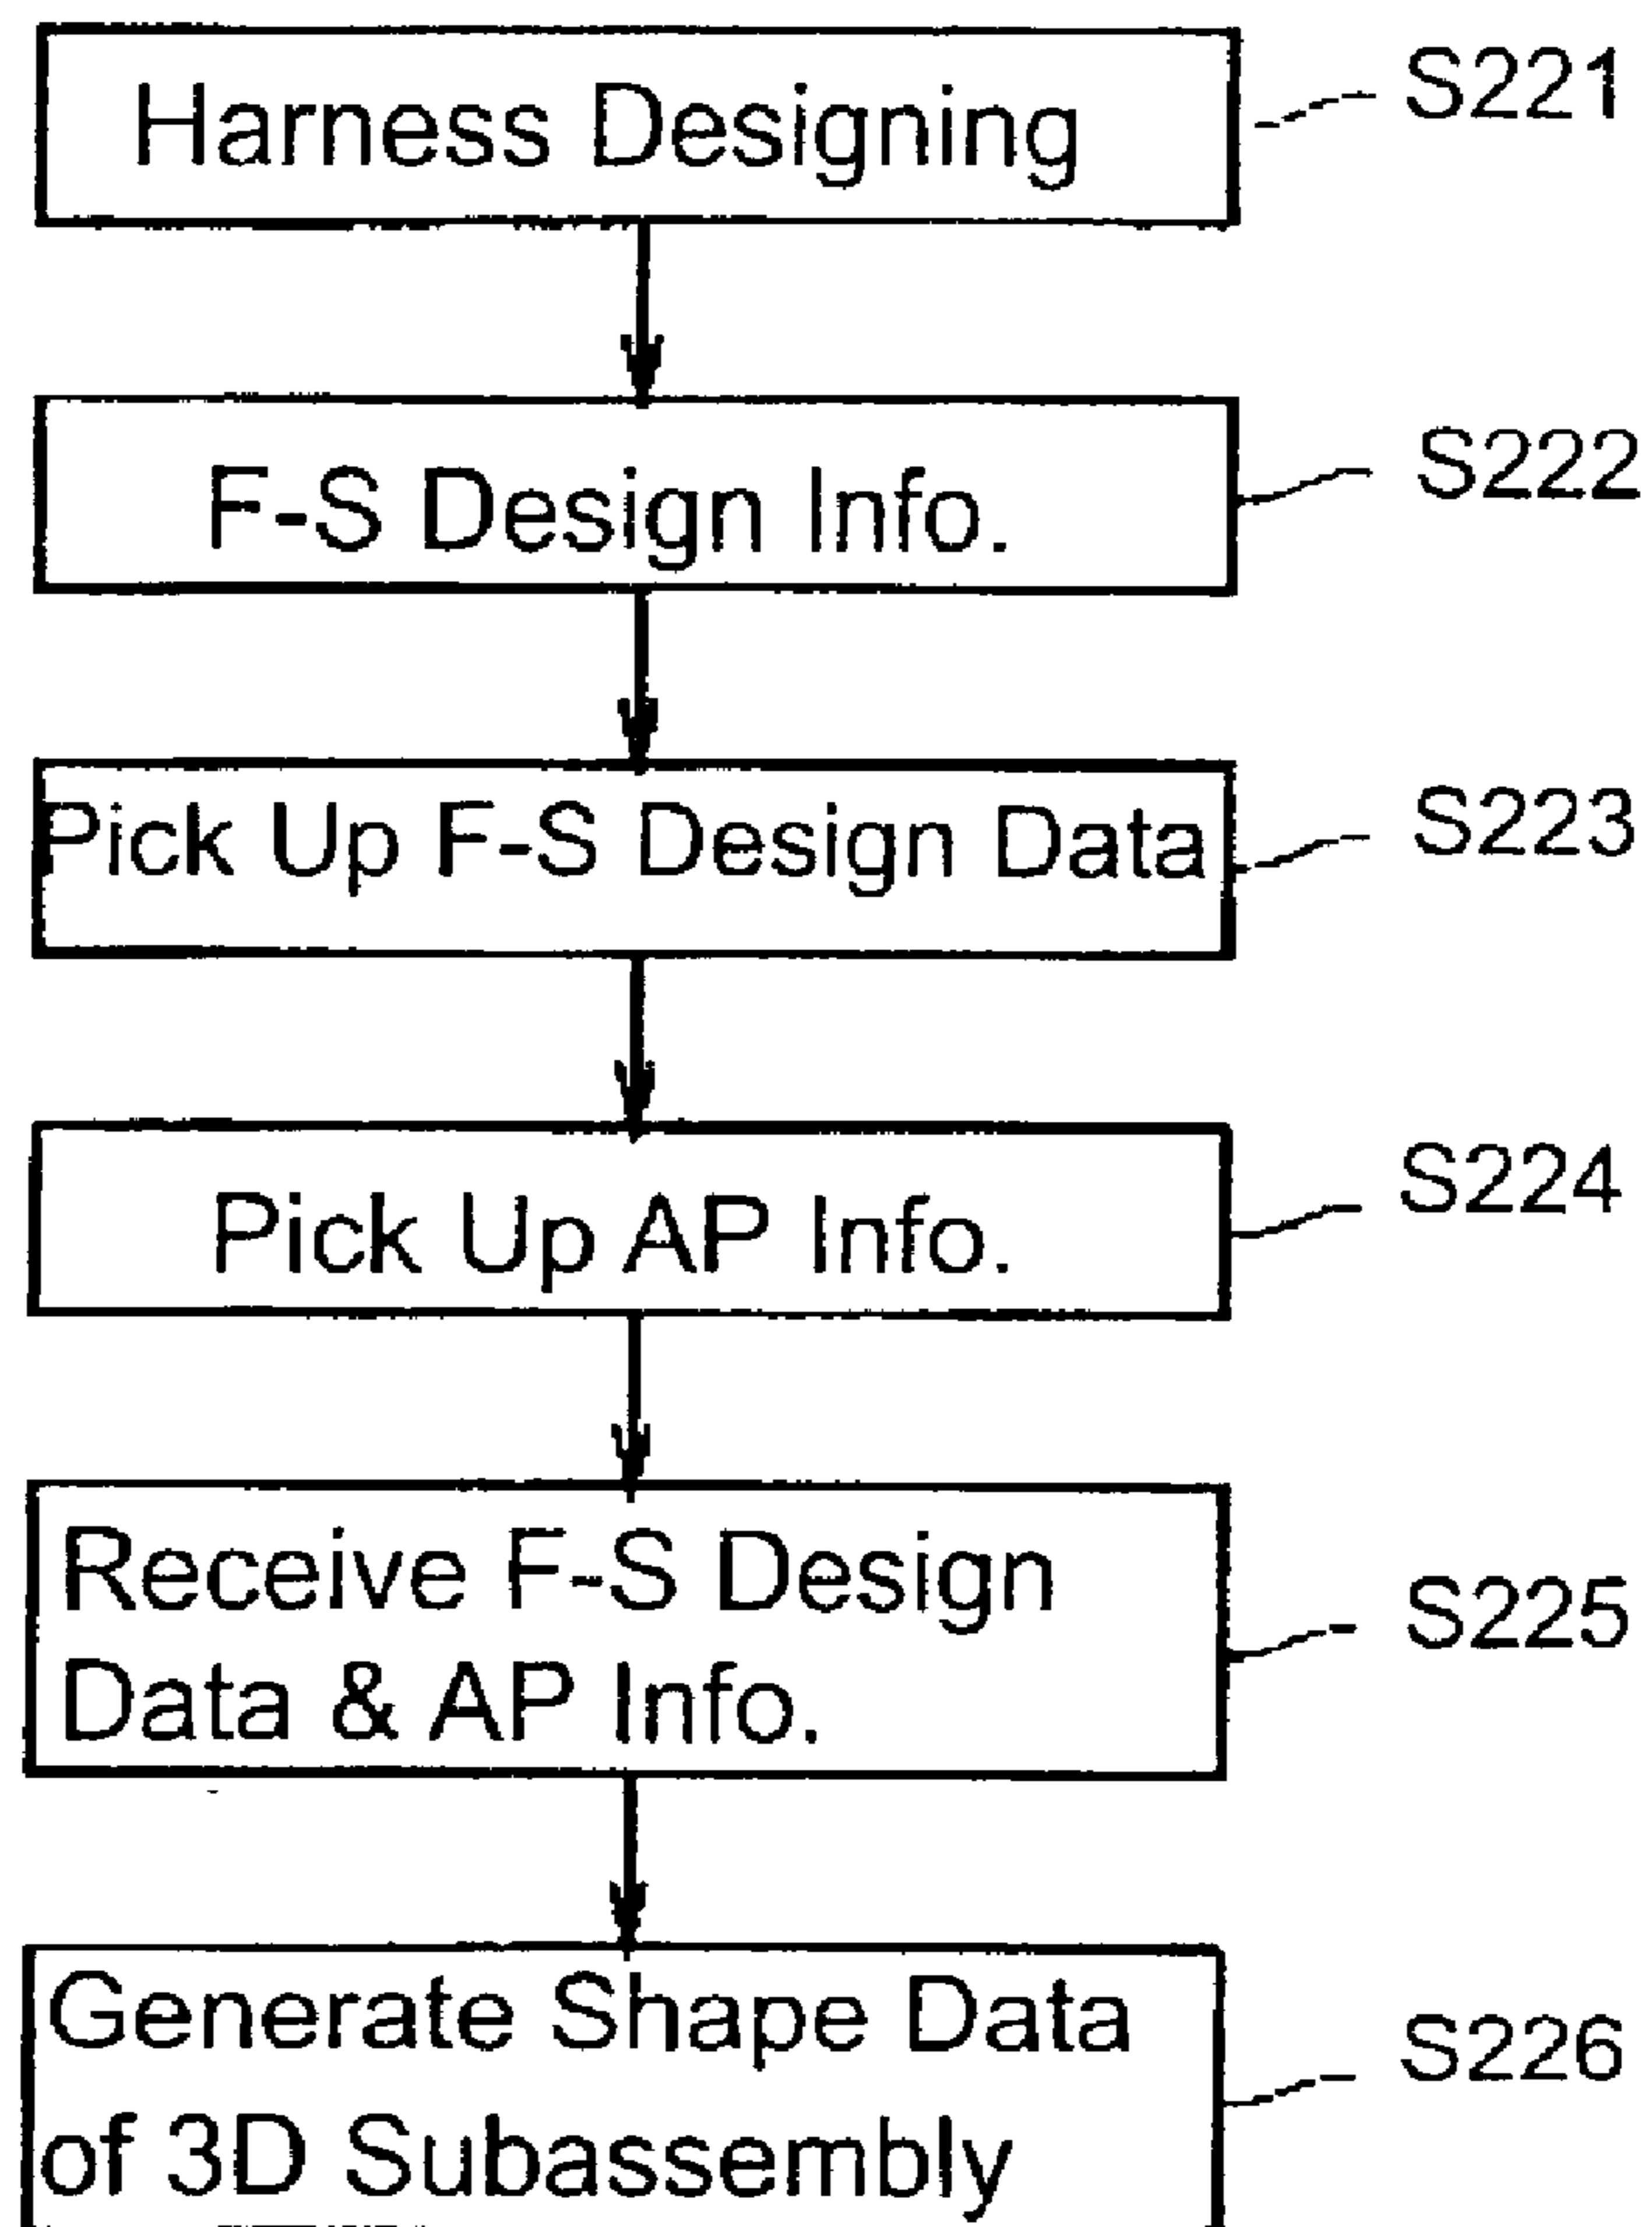 Harness Designing
S221
F-S Design Info.
S222
Pick Up F-S Design Data
S223
Pick Up AP Info.
S224
Receive F-S Design
Data & AP Info.
S225
Generate Shape Data
of 3D Subassembly
S226